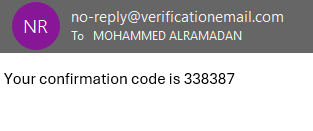 NR
no-reply@verificationemail.com
To MOHAMMED ALRAMADAN
Your confirmation code is 338387